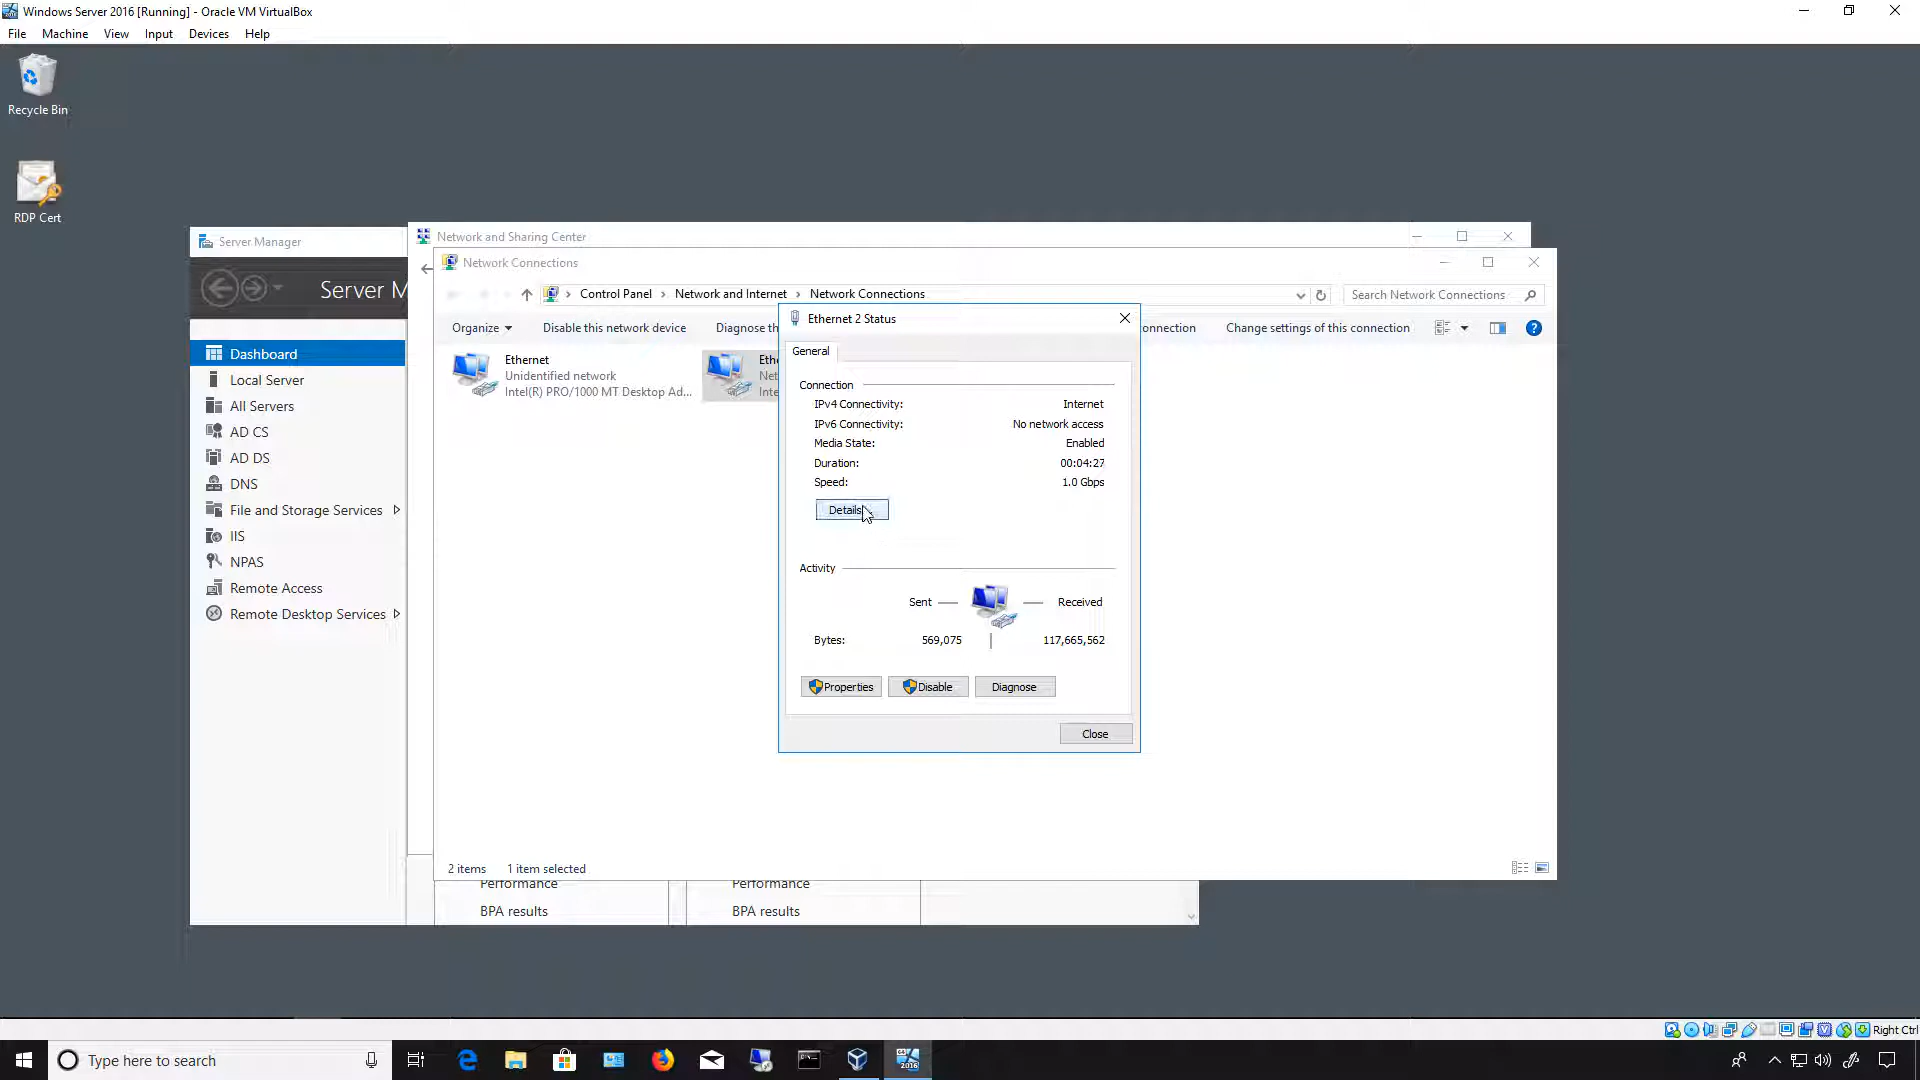 Windows Server 2016 [Running] - Oracle VM VirtualBox
File Machine View Input Devices Help
Recycle Bin
RDP Cert
Server Manager
Network and Sharing Center
Network Connections
Server M
Control Panel > Network and Internet > Network Connections
Search Network Connections
Organize
Disable this network device
Diagnose th
onnection
Change settings of this connection
Dashboard
Local Server
All Servers
AD CS
AD DS
DNS
File and Storage Services
IIS
NPAS
Remote Access
Remote Desktop Services
Ethernet
Unidentified network
Intel(R) PRO/1000 MT Desktop Ad...
Eth
Net
Inte
Ethernet 2 Status
General
Connection
IPv4 Connectivity: Internet
IPv6 Connectivity: No network access
Media State: Enabled
Duration: 00:04:27
Speed: 1.0 Gbps
Details
Activity
Sent — — Received
Bytes: 569,075 | 117,665,562
Properties Disable Diagnose
Close
2 items 1 item selected
Performance Performance
BPA results BPA results
Right Ctrl
Type here to search
2016